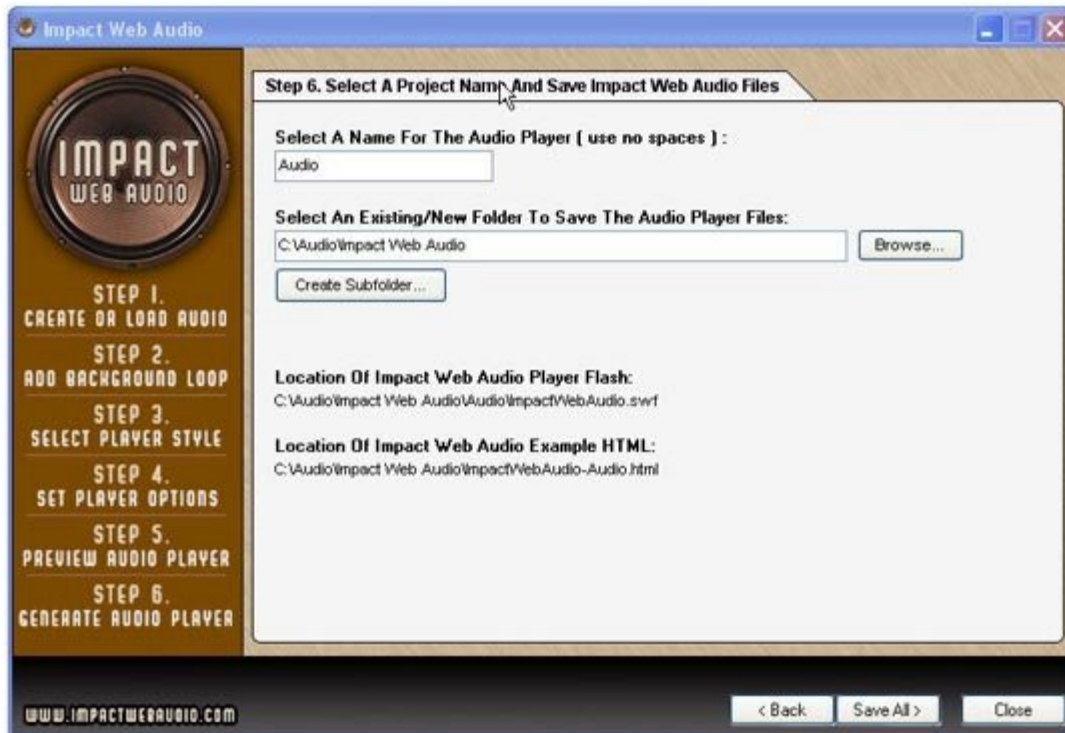 Impact Web Audio
IMPACT
WEB AUDIO
STEP 1.
CREATE OR LOAD AUDIO
STEP 2.
ADD BACKGROUND LOOP
STEP 3.
SELECT PLAYER STYLE
STEP 4.
SET PLAYER OPTIONS
STEP 5.
PREVIEW AUDIO PLAYER
STEP 6.
GENERATE AUDIO PLAYER
WWW.IMPACTWEBAUDIO.COM
Step 6. Select A Project Name And Save Impact Web Audio Files
Select A Name For The Audio Player ( use no spaces ) :
Audio
Select An Existing/New Folder To Save The Audio Player Files:
C:\Audio\Impact Web Audio
Browse...
Create Subfolder...
Location Of Impact Web Audio Player Flash:
C:\Audio\Impact Web Audio\Audio\ImpactWebAudio.swf
Location Of Impact Web Audio Example HTML:
C:\Audio\Impact Web Audio\ImpactWebAudio-Audio.html
< Back
Save All >
Close